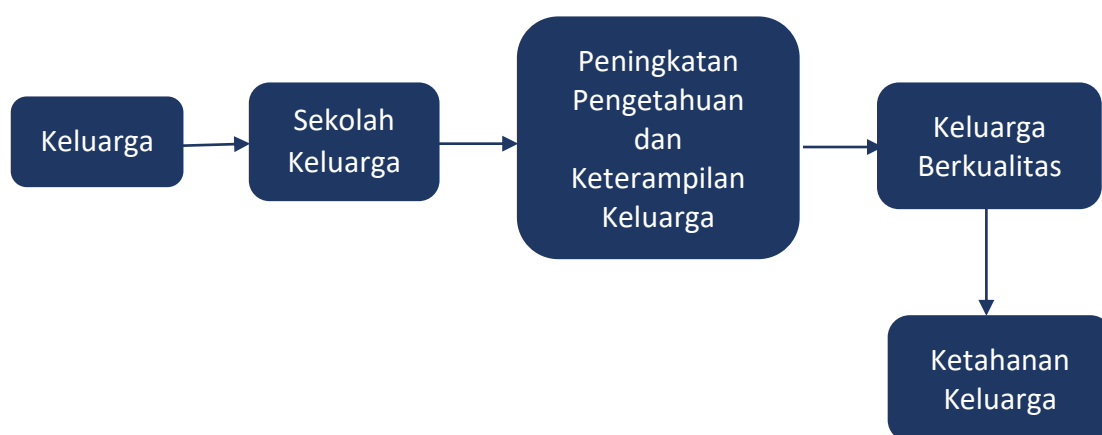 Keluarga
Sekolah
Keluarga
Peningkatan
Pengetahuan
dan
Keterampilan
Keluarga
Keluarga
Berkualitas
Ketahanan
Keluarga